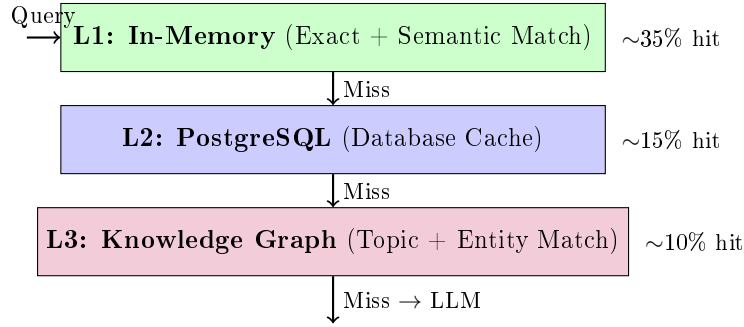 Query
L1: In-Memory (Exact + Semantic Match)
~35% hit
Miss
L2: PostgreSQL (Database Cache)
~15% hit
Miss
L3: Knowledge Graph (Topic + Entity Match)
~10% hit
Miss → LLM